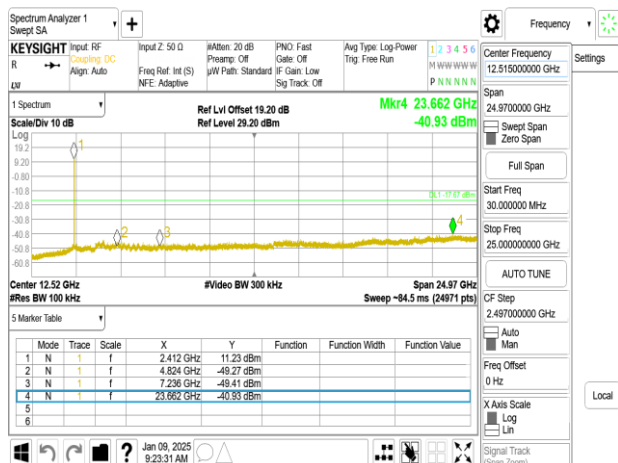 Spectrum Analyzer 1
Swept SA
+
Frequency
KEYSIGHT
R
Input: RF
Coupling: DC
Align: Auto
Input Z: 50 Ω
Freq Ref: Int (S)
NFE: Adaptive
#Atten: 20 dB
Preamp: Off
µW Path: Standard
PNO: Fast
Gate: Off
IF Gain: Low
Sig Track: Off
Avg Type: Log-Power
Trig: Free Run
1 2 3 4 5 6
M W W W W W
P N N N N N
LXI
1 Spectrum
Scale/Div 10 dB
Ref Lvl Offset 19.20 dB
Ref Level 29.20 dBm
Mkr4 23.662 GHz
-40.93 dBm
Log
19.2
9.20
-0.80
-10.8
-20.8
-30.8
-40.8
-50.8
-60.8
1
2
3
4
DL1 -17.67 dBm
Center 12.52 GHz
#Video BW 300 kHz
Span 24.97 GHz
#Res BW 100 kHz
Sweep ~84.5 ms (24971 pts)
5 Marker Table
Mode Trace Scale X Y Function Function Width Function Value
1 N 1 f 2.412 GHz 11.23 dBm
2 N 1 f 4.824 GHz -49.27 dBm
3 N 1 f 7.236 GHz -49.41 dBm
4 N 1 f 23.662 GHz -40.93 dBm
5
6
?
Jan 09, 2025
9:23:31 AM
Center Frequency
12.515000000 GHz
Settings
Span
24.9700000 GHz
Swept Span
Zero Span
Full Span
Start Freq
30.000000 MHz
Stop Freq
25.000000000 GHz
AUTO TUNE
CF Step
2.497000000 GHz
Auto
Man
Freq Offset
0 Hz
X Axis Scale
Log
Lin
Local
Signal Track
(Span Zoom)